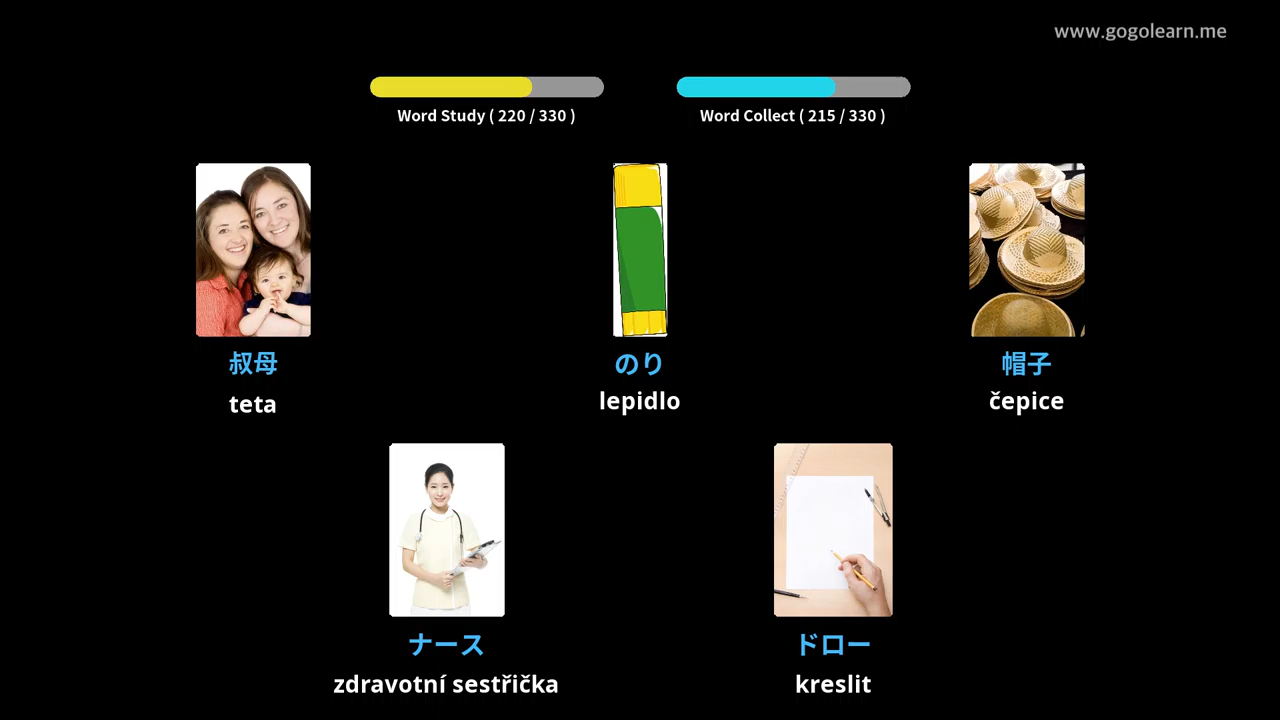 www.gogolearn.me
Word Study ( 220 / 330 )
Word Collect ( 215 / 330 )
叔母
teta
のり
lepidlo
帽子
čepice
ナース
zdravotní sestřička
ドロー
kreslit